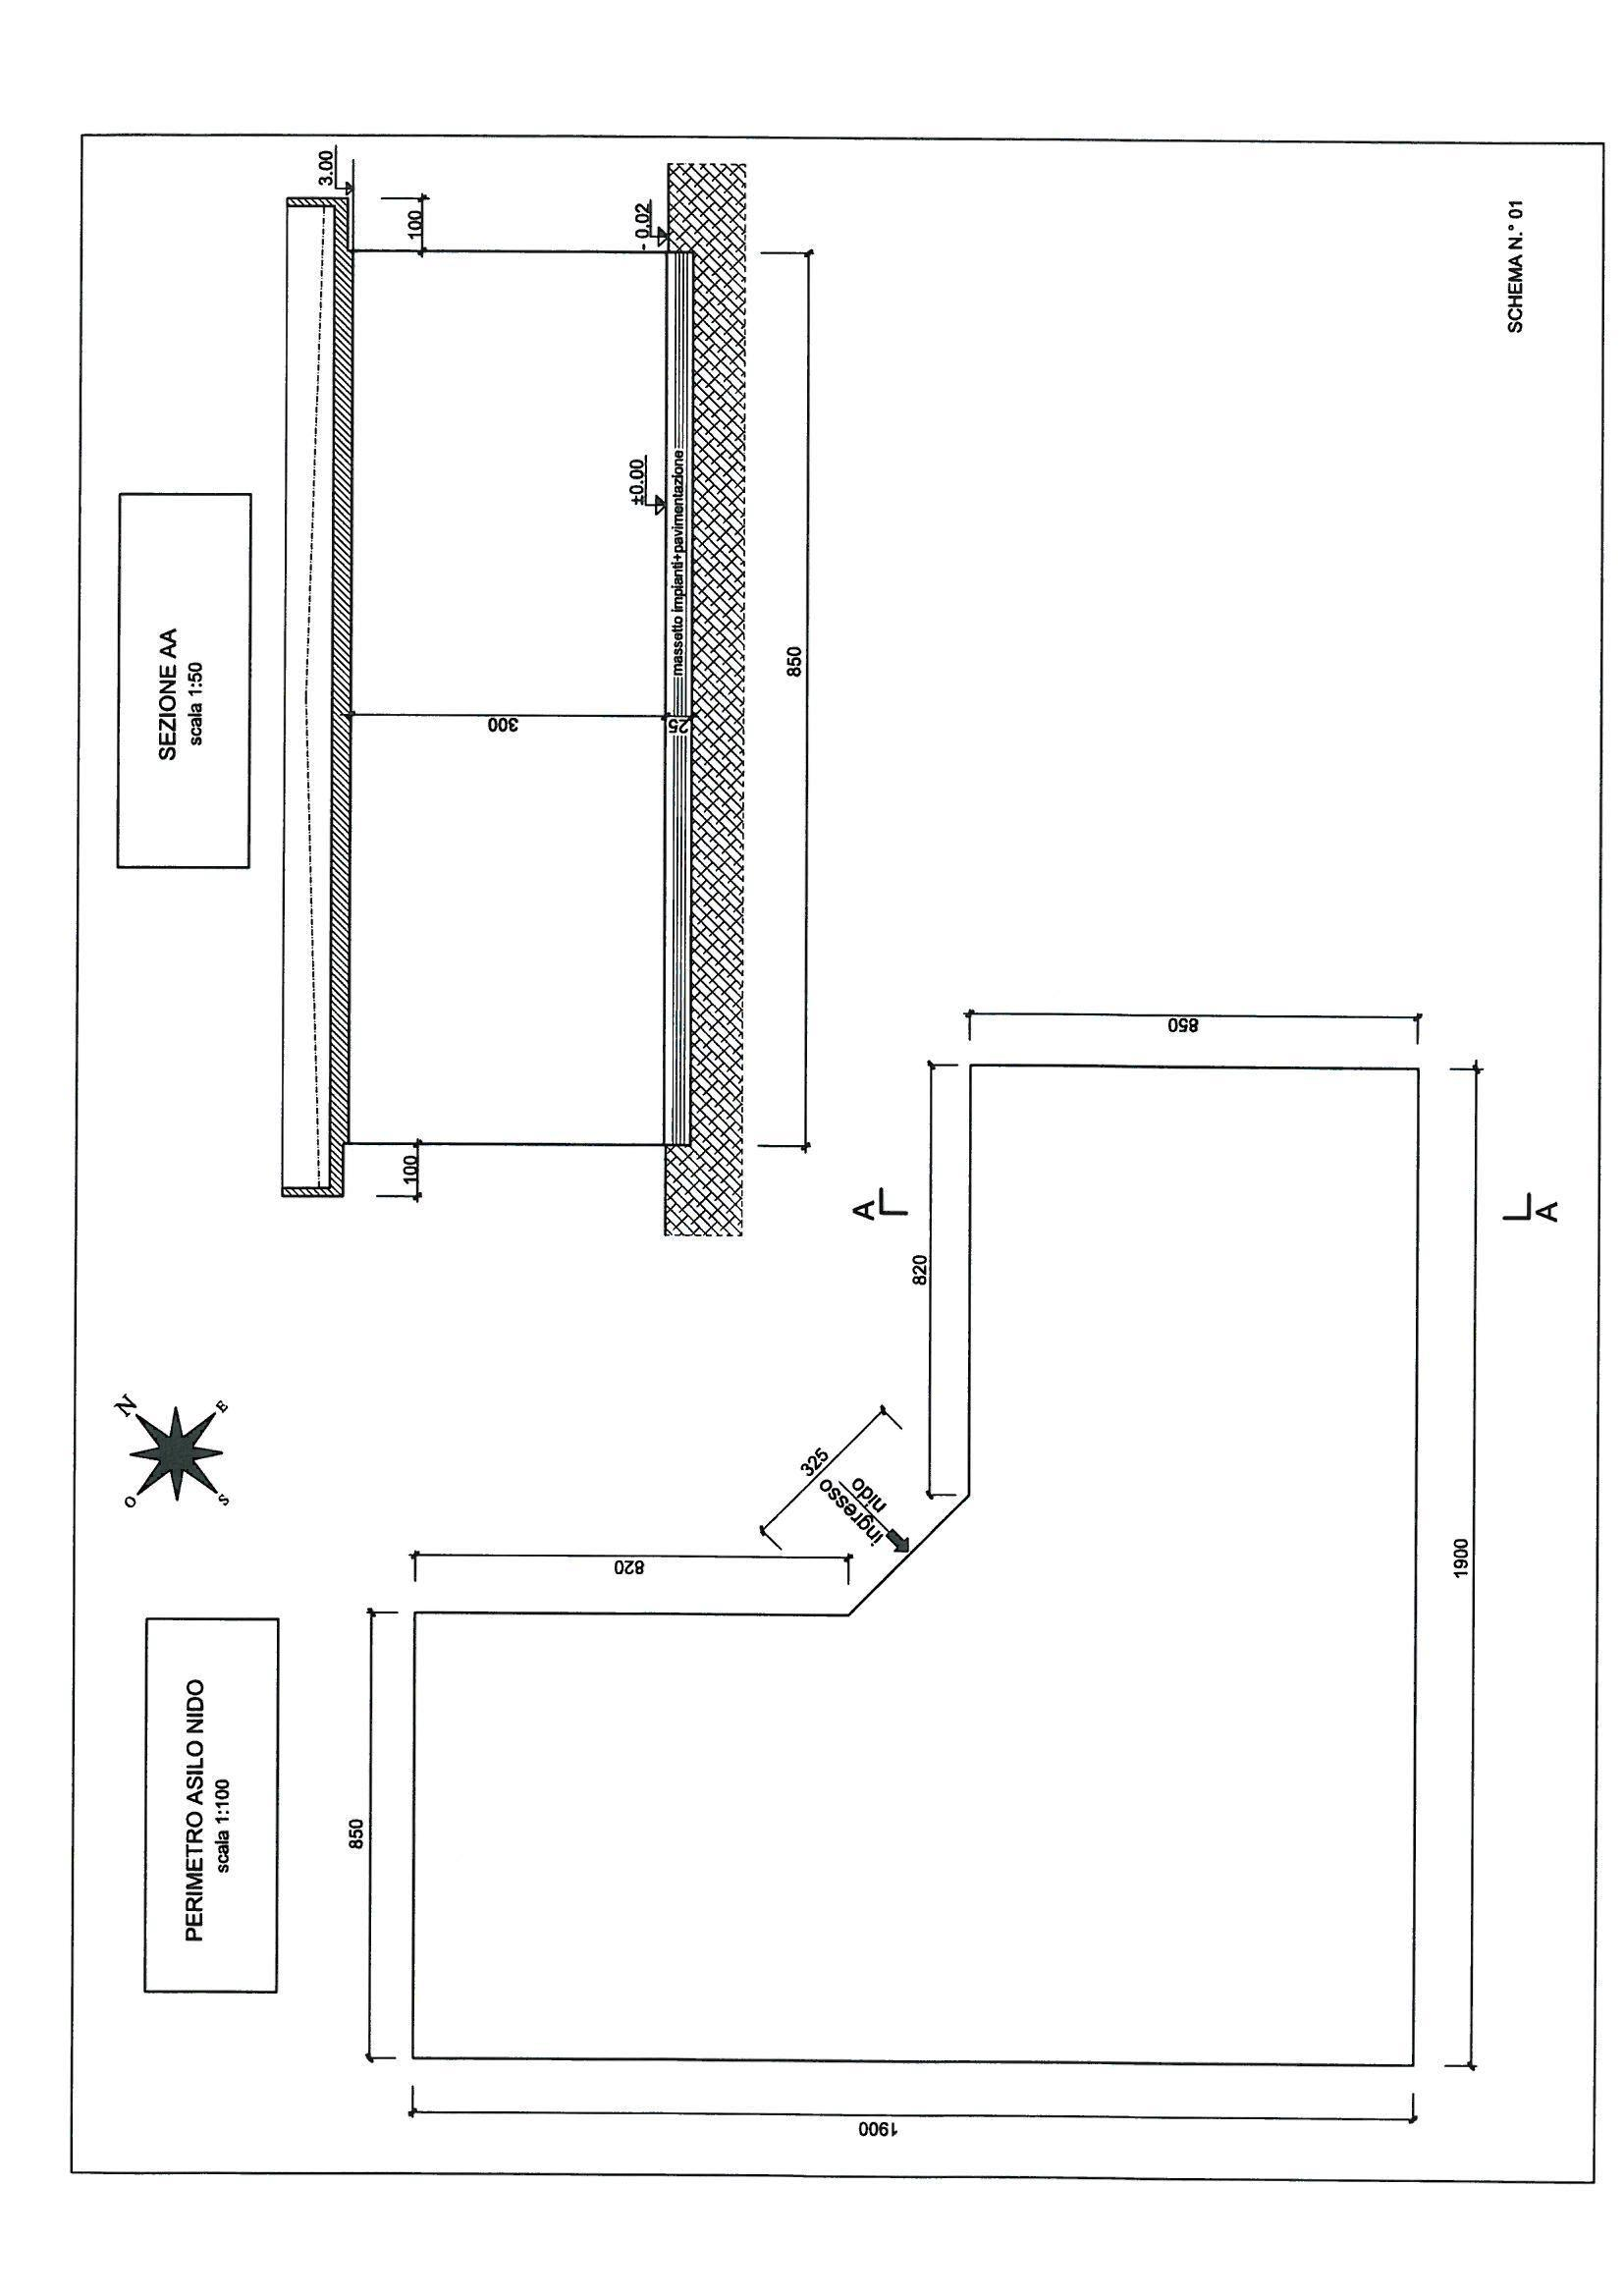 PERIMETRO ASILO NIDO
scala 1:100
O
N
S
E
SEZIONE AA
scala 1:50
3.00
100
100
300
±0.00
- 0.02
massetto impianti+pavimentazione
25
850
850
1900
820
325
ingresso
nido
820
A
850
1900
A
SCHEMA N.° 01